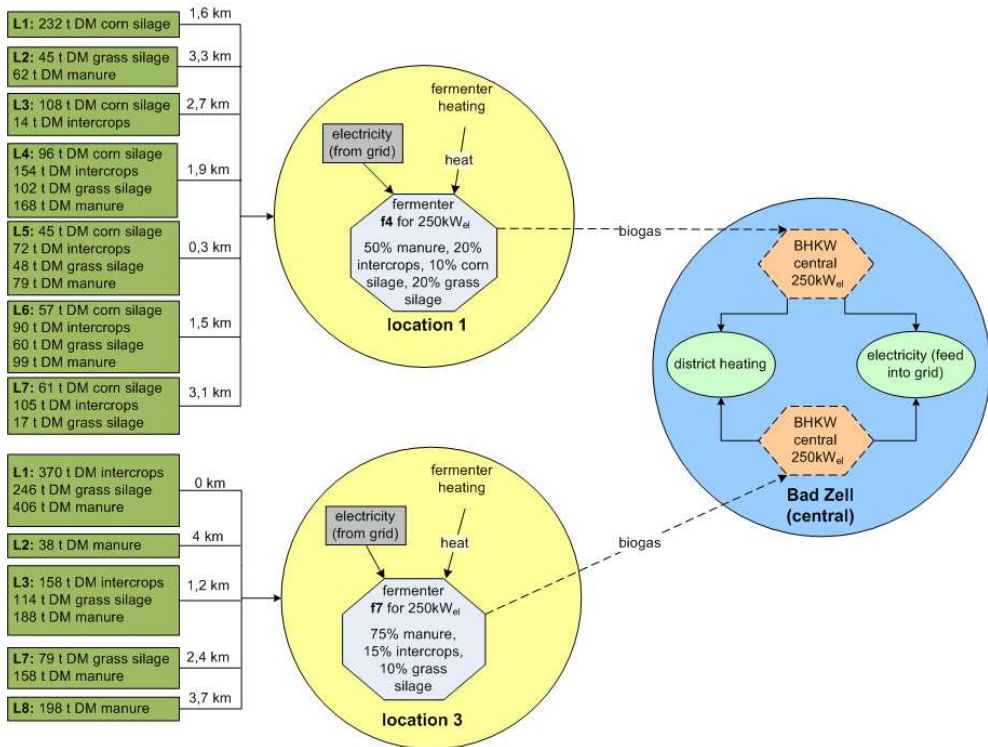 L1: 232 t DM corn silage
1,6 km
L2: 45 t DM grass silage
62 t DM manure
3,3 km
L3: 108 t DM corn silage
14 t DM intercrops
2,7 km
L4: 96 t DM corn silage
154 t DM intercrops
102 t DM grass silage
168 t DM manure
1,9 km
L5: 45 t DM corn silage
72 t DM intercrops
48 t DM grass silage
79 t DM manure
0,3 km
L6: 57 t DM corn silage
90 t DM intercrops
60 t DM grass silage
99 t DM manure
1,5 km
L7: 61 t DM corn silage
105 t DM intercrops
17 t DM grass silage
3,1 km
fermenter
heating
electricity
(from grid)
heat
fermenter
f4 for 250kWel
50% manure, 20%
intercrops, 10% corn
silage, 20% grass
silage
location 1
biogas
L1: 370 t DM intercrops
246 t DM grass silage
406 t DM manure
0 km
L2: 38 t DM manure
4 km
L3: 158 t DM intercrops
114 t DM grass silage
188 t DM manure
1,2 km
L7: 79 t DM grass silage
158 t DM manure
2,4 km
L8: 198 t DM manure
3,7 km
fermenter
heating
electricity
(from grid)
heat
fermenter
f7 for 250kWel
75% manure,
15% intercrops,
10% grass
silage
location 3
biogas
BHKW
central
250kWel
district heating
electricity (feed
into grid)
BHKW
central
250kWel
Bad Zell
(central)